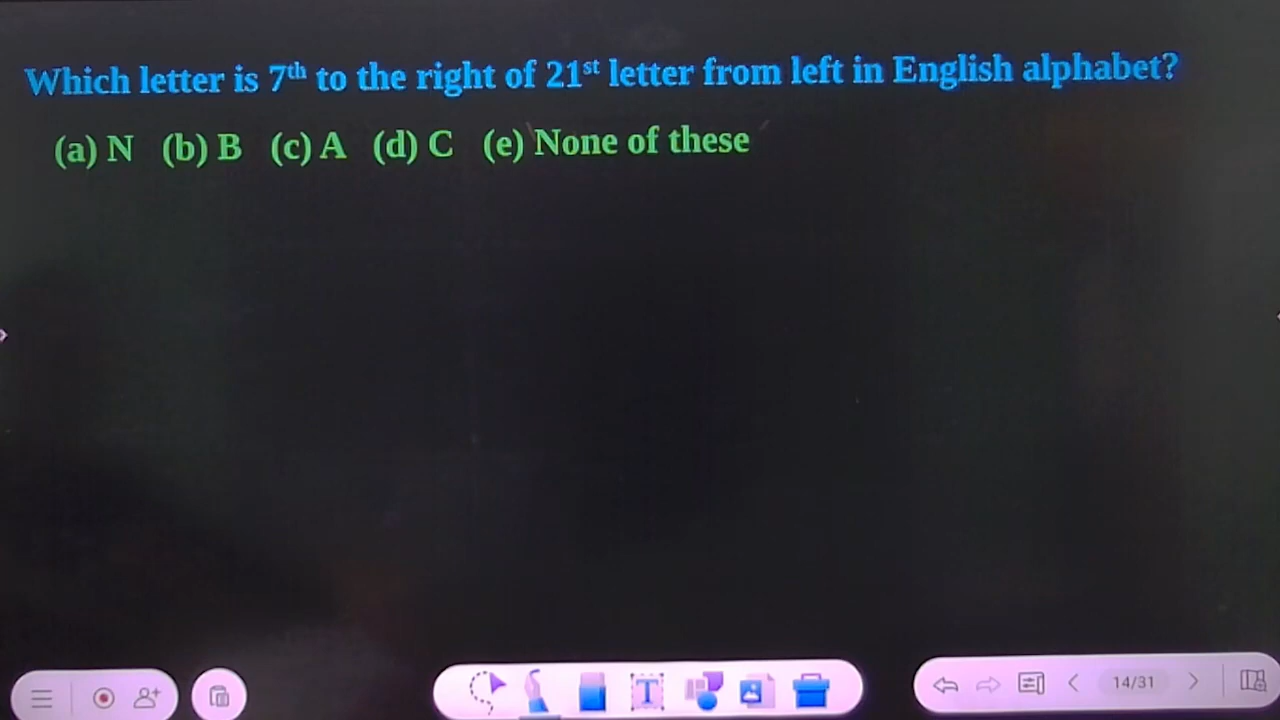 Which letter is 7th to the right of 21st letter from left in English alphabet?
(a) N (b) B (c) A (d) C (e) None of these
T
14/31